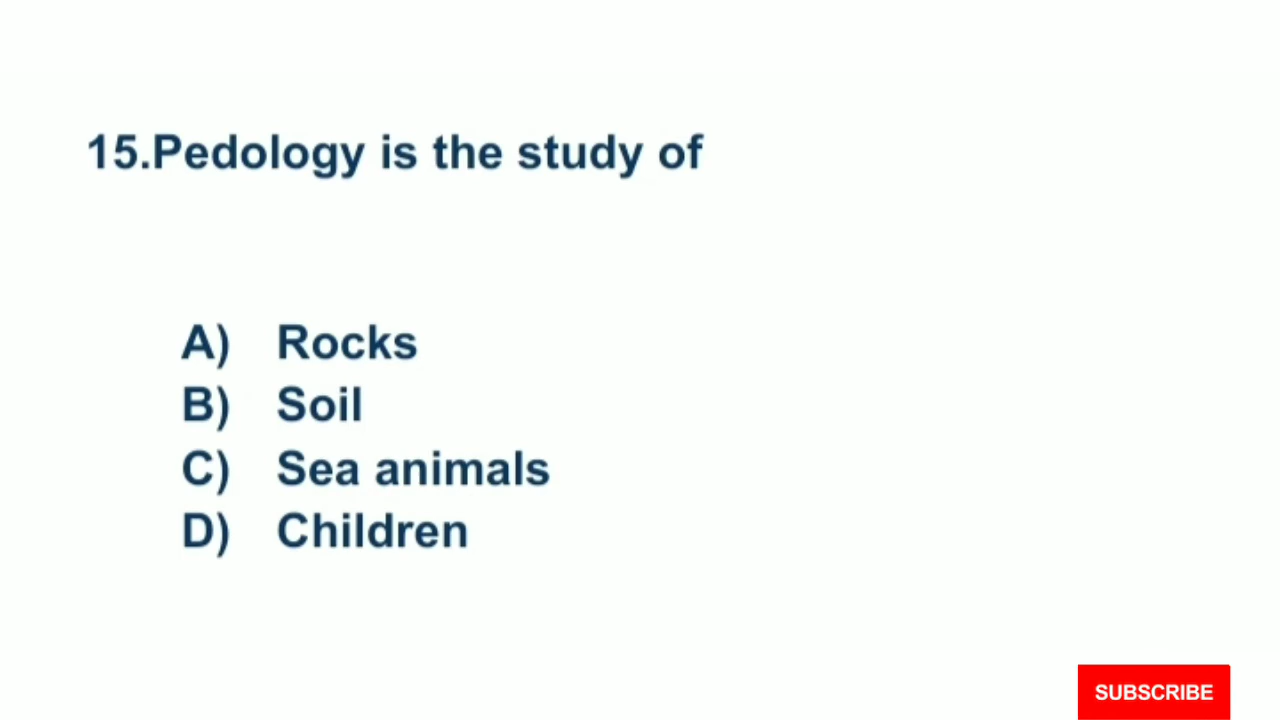 15.Pedology is the study of
A) Rocks
B) Soil
C) Sea animals
D) Children
SUBSCRIBE